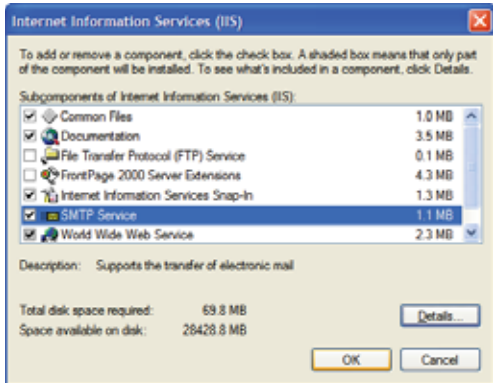 Internet Information Services (IIS)
To add or remove a component, click the check box. A shaded box means that only part
of the component will be installed. To see what's included in a component, click Details.
Subcomponents of Internet Information Services (IIS):
Common Files 1.0 MB
Documentation 3.5 MB
File Transfer Protocol (FTP) Service 0.1 MB
FrontPage 2000 Server Extensions 4.3 MB
Internet Information Services Snap-In 1.3 MB
SMTP Service 1.1 MB
World Wide Web Service 2.3 MB
Description: Supports the transfer of electronic mail
Total disk space required: 69.8 MB
Details...
Space available on disk: 28428.8 MB
OK Cancel